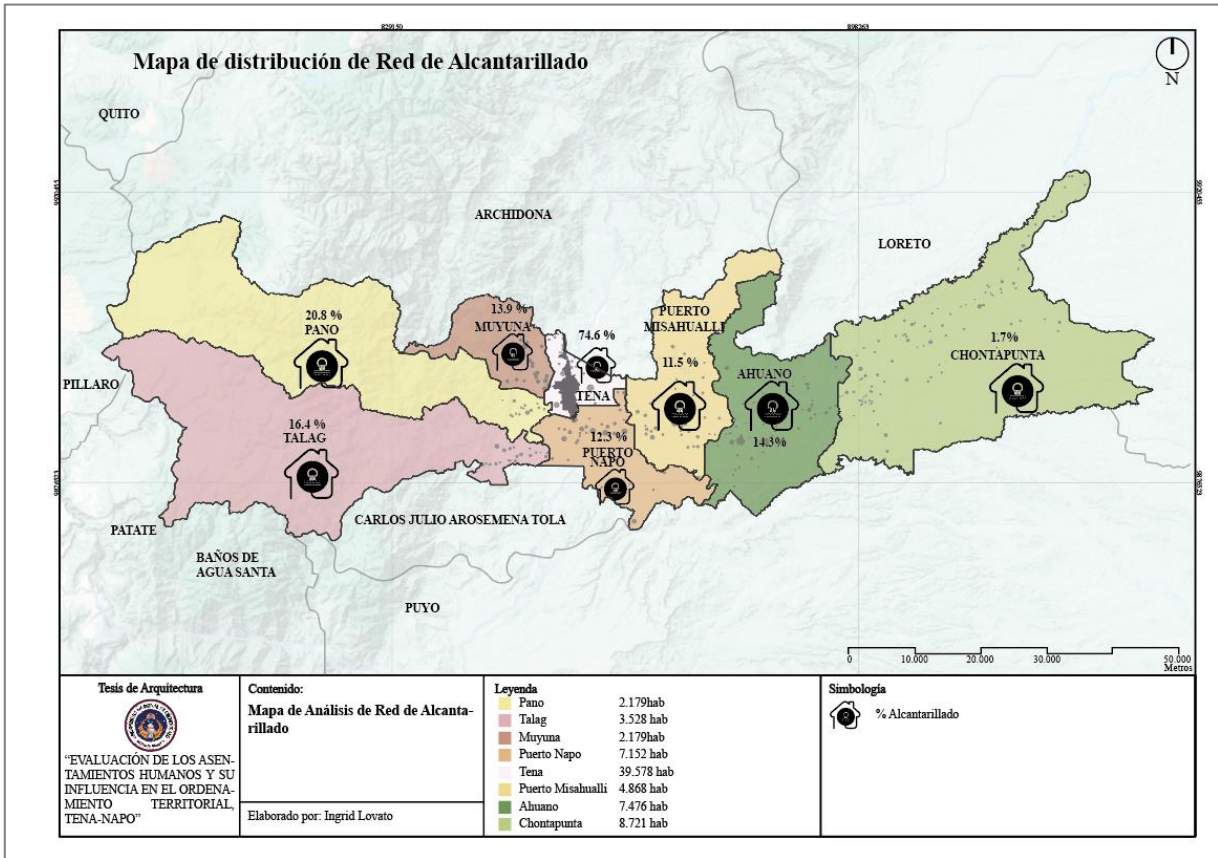 829150
898263
Mapa de distribución de Red de Alcantarillado
N
QUITO
ARCHIDONA
LORETO
20.8 %
PANO
13.9 %
MUYUNA
74.6 %
TENA
PUERTO
MISAHUALLI
11.5 %
AHUANO
14.3%
1.7%
CHONTAPUNTA
PILLARO
16.4 %
TALAG
12.3 %
PUERTO
NAPO
CARLOS JULIO AROSEMENA TOLA
PATATE
BAÑOS DE
AGUA SANTA
PUYO
0
10.000
20.000
30.000
50.000
Metros
Tesis de Arquitectura
“EVALUACIÓN DE LOS ASEN-
TAMIENTOS HUMANOS Y SU
INFLUENCIA EN EL ORDENA-
MIENTO TERRITORIAL,
TENA-NAPO”
Contenido:
Mapa de Análisis de Red de Alcanta-
rillado
Elaborado por: Ingrid Lovato
Leyenda
Pano 2.179hab
Talag 3.528 hab
Muyuna 2.179hab
Puerto Napo 7.152 hab
Tena 39.578 hab
Puerto Misahualli 4.868 hab
Ahuano 7.476 hab
Chontapunta 8.721 hab
Simbología
% Alcantarillado